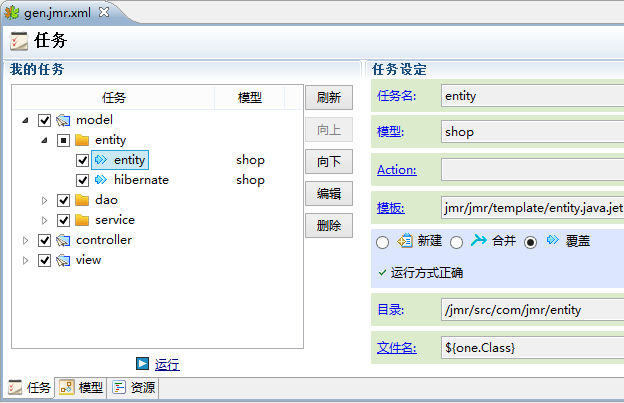 gen.jmr.xml
任务
我的任务
任务 模型
model
entity
entity shop
hibernate shop
dao
service
controller
view
刷新
向上
向下
编辑
删除
运行
任务设定
任务名: entity
模型: shop
Action:
模板: jmr/jmr/template/entity.java.jet
新建 合并 覆盖
运行方式正确
目录: /jmr/src/com/jmr/entity
文件名: ${one.Class}
任务 模型 资源